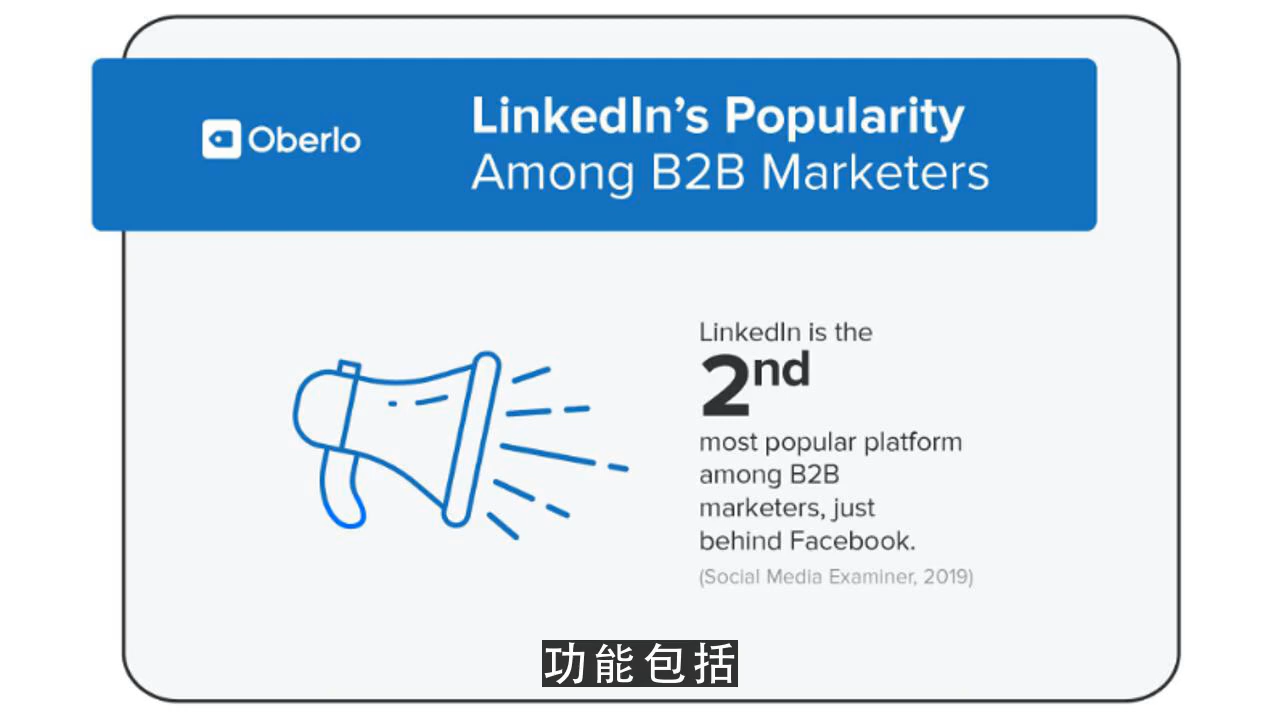 Oberlo
LinkedIn’s Popularity
Among B2B Marketers
LinkedIn is the
2nd
most popular platform
among B2B
marketers, just
behind Facebook.
(Social Media Examiner, 2019)
功能包括